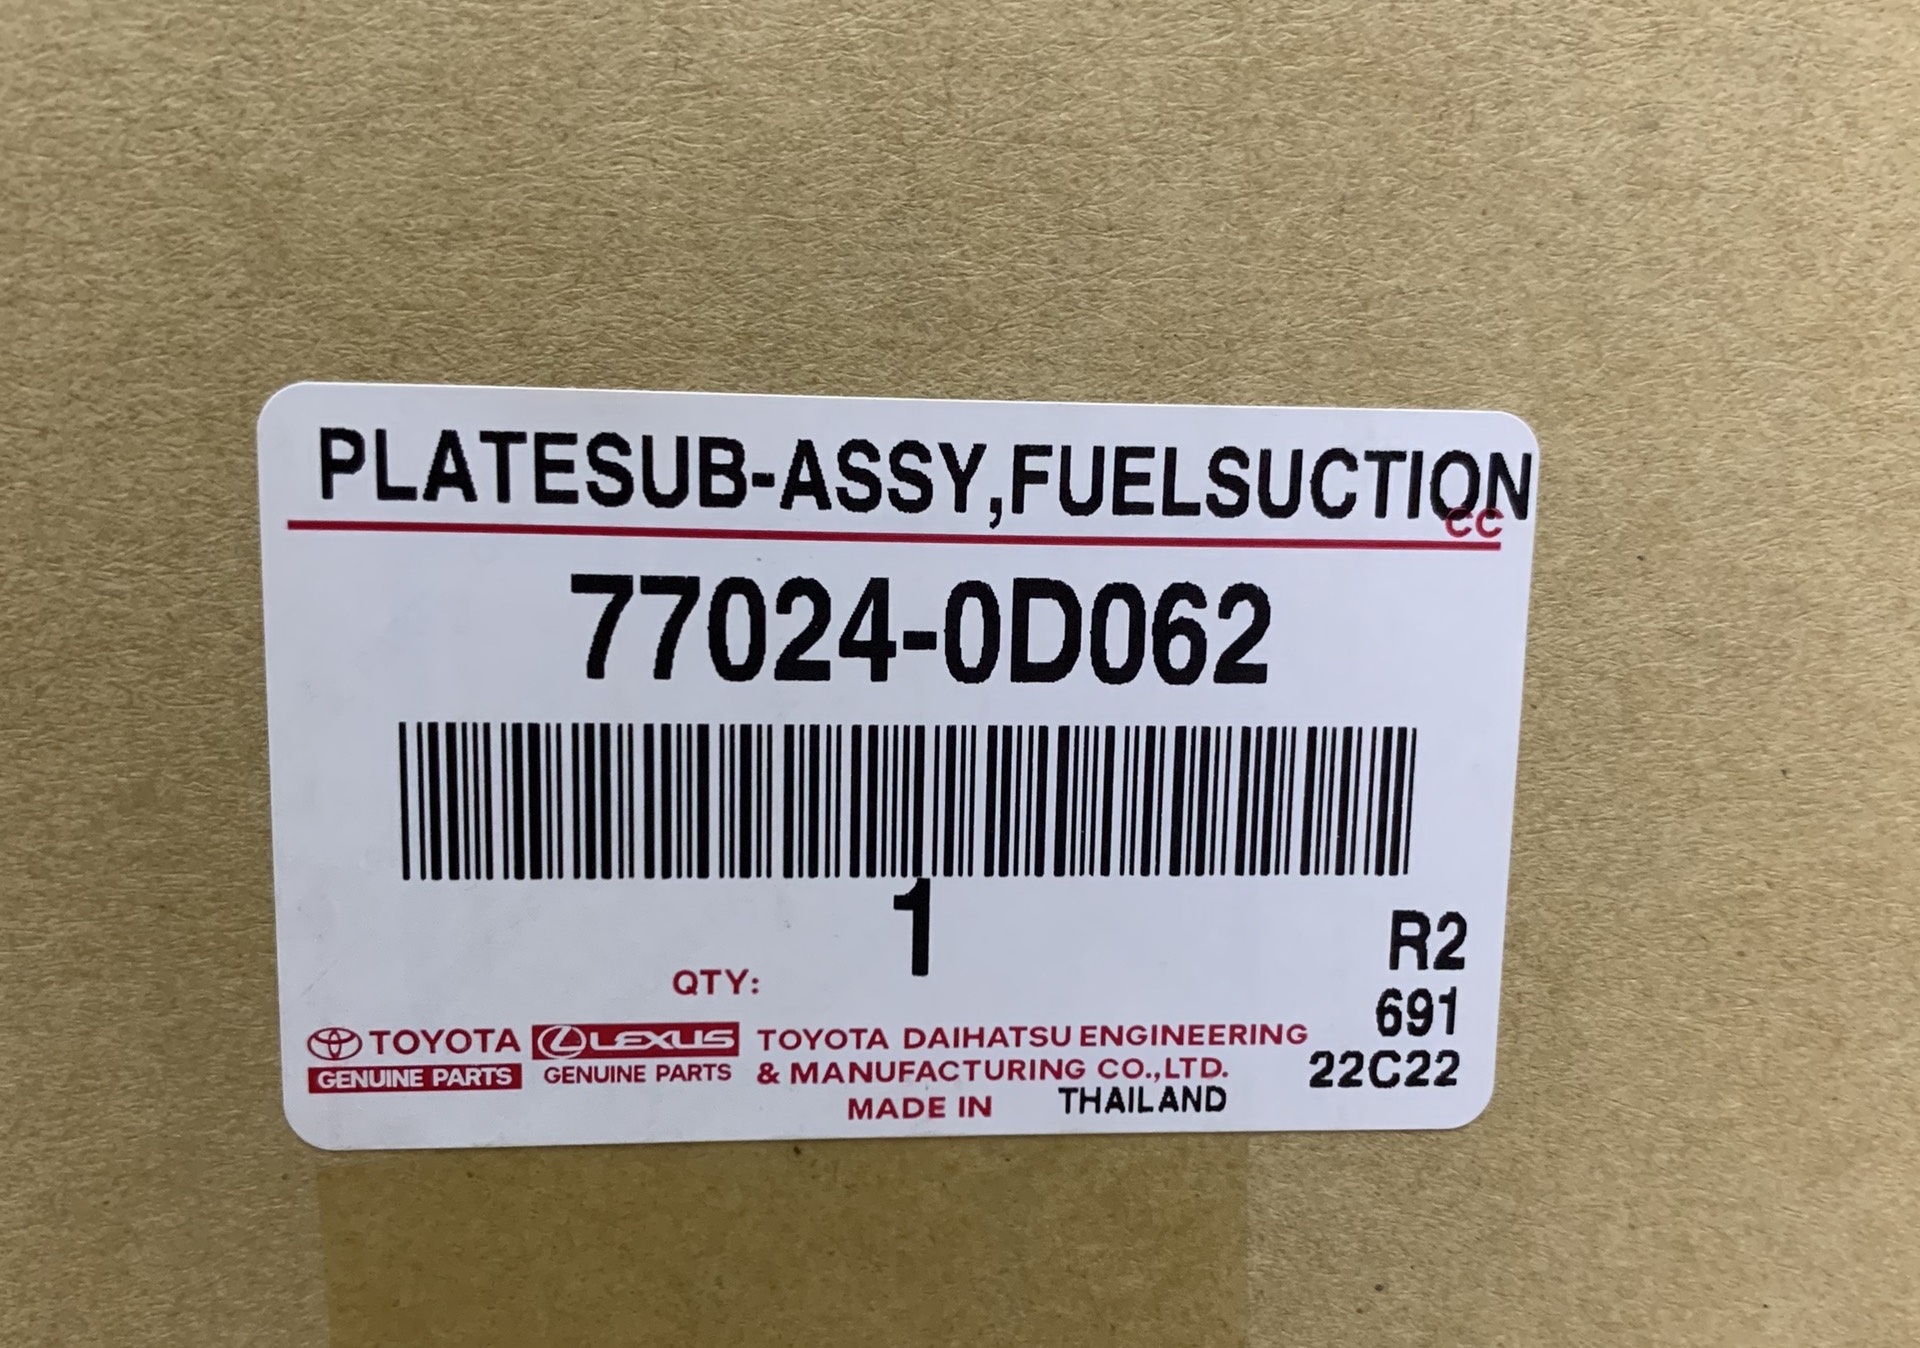 PLATESUB-ASSY,FUELSUCTION
CC
77024-0D062
1
QTY:
R2
691
22C22
TOYOTA
GENUINE PARTS
LEXUS
GENUINE PARTS
TOYOTA DAIHATSU ENGINEERING
& MANUFACTURING CO.,LTD.
MADE IN THAILAND